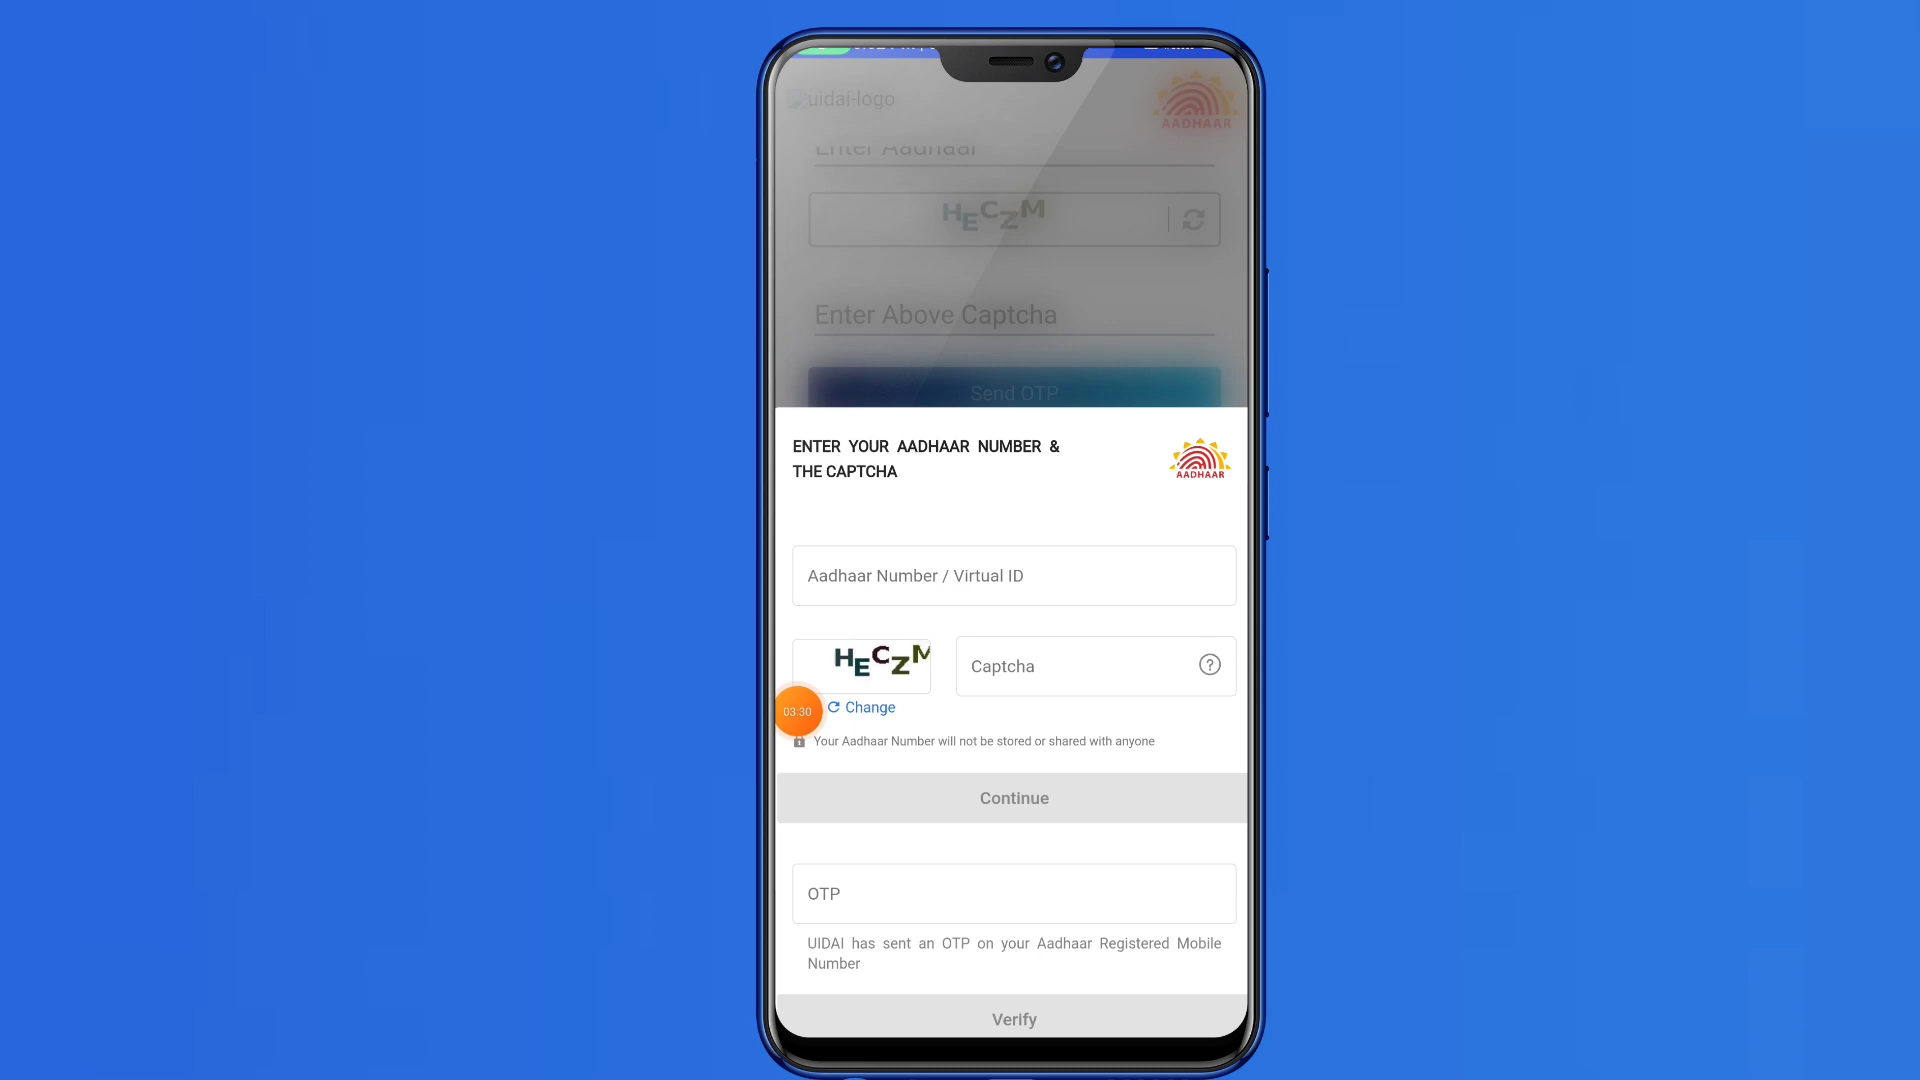 uidai-logo
AADHAAR
Enter Aadhaar
HECZM
Enter Above Captcha
Send OTP
ENTER YOUR AADHAAR NUMBER &
THE CAPTCHA
AADHAAR
Aadhaar Number / Virtual ID
HECZM
Captcha
?
03:30
Change
Your Aadhaar Number will not be stored or shared with anyone
Continue
OTP
UIDAI has sent an OTP on your Aadhaar Registered Mobile
Number
Verify